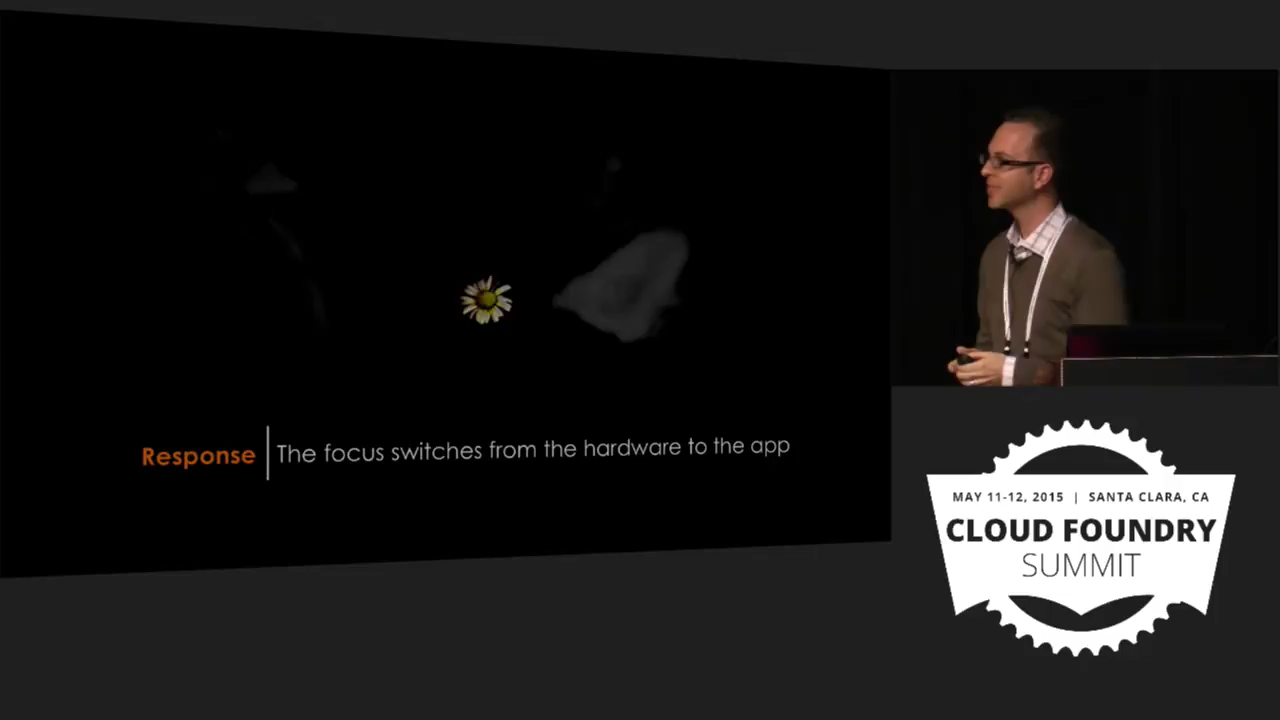 Response
The focus switches from the hardware to the app
MAY 11-12, 2015 | SANTA CLARA, CA
CLOUD FOUNDRY
SUMMIT